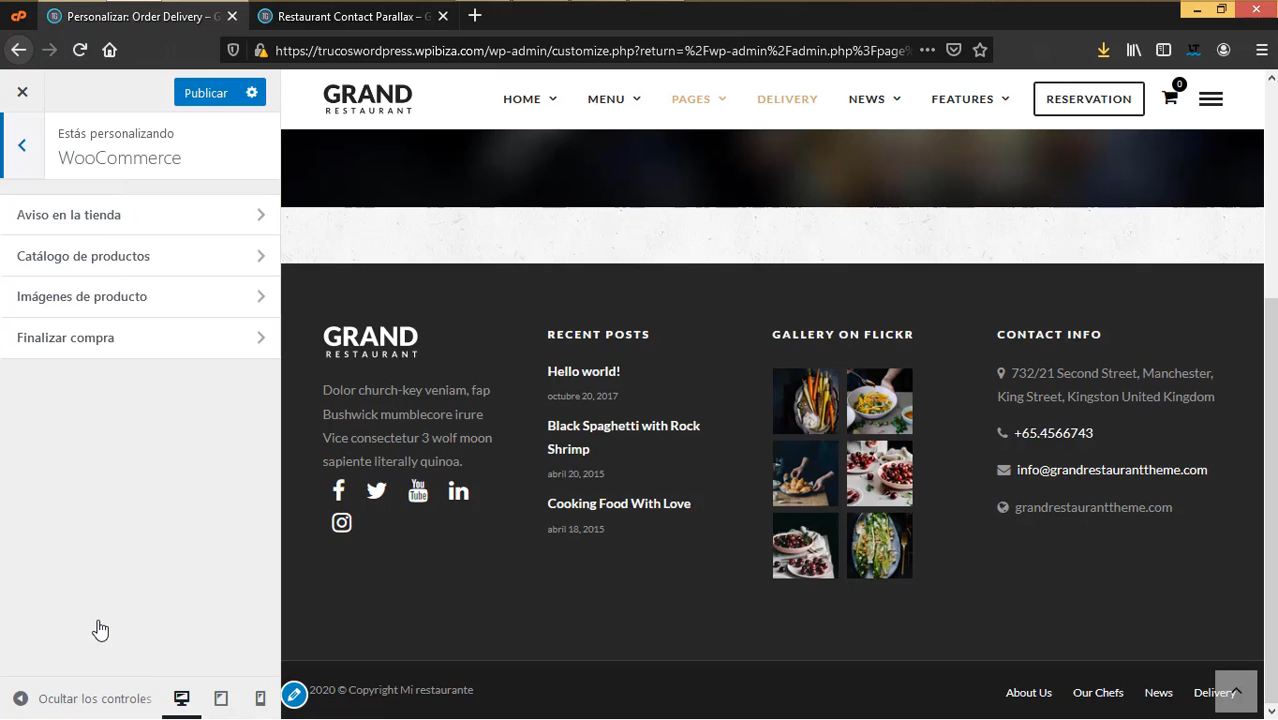 Personalizar: Order Delivery – G
Restaurant Contact Parallax – G
https://trucoswordpress.wpibiza.com/wp-admin/customize.php?return=%2Fwp-admin%2Fadmin.php%3Fpage
Publicar
Estás personalizando
WooCommerce
Aviso en la tienda
Catálogo de productos
Imágenes de producto
Finalizar compra
Ocultar los controles
GRAND
RESTAURANT
HOME
MENU
PAGES
DELIVERY
NEWS
FEATURES
RESERVATION
0
GRAND
RESTAURANT
Dolor church-key veniam, fap
Bushwick mumblecore irure
Vice consectetur 3 wolf moon
sapiente literally quinoa.
RECENT POSTS
Hello world!
octubre 20, 2017
Black Spaghetti with Rock
Shrimp
abril 20, 2015
Cooking Food With Love
abril 18, 2015
GALLERY ON FLICKR
CONTACT INFO
732/21 Second Street, Manchester,
King Street, Kingston United Kingdom
+65.4566743
info@grandrestauranttheme.com
grandrestauranttheme.com
2020 © Copyright Mi restaurante
About Us
Our Chefs
News
Delivery